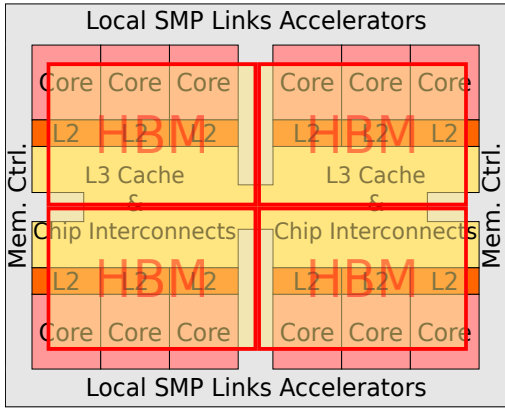 Local SMP Links Accelerators
Core Core Core Core Core Core
L2 L2 L2 L2 L2 L2
HBM HBM
Mem. Ctrl.
L3 Cache L3 Cache
Mem. Ctrl.
& &
Chip Interconnects Chip Interconnects
L2 L2 L2 L2 L2 L2
HBM HBM
Core Core Core Core Core Core
Local SMP Links Accelerators